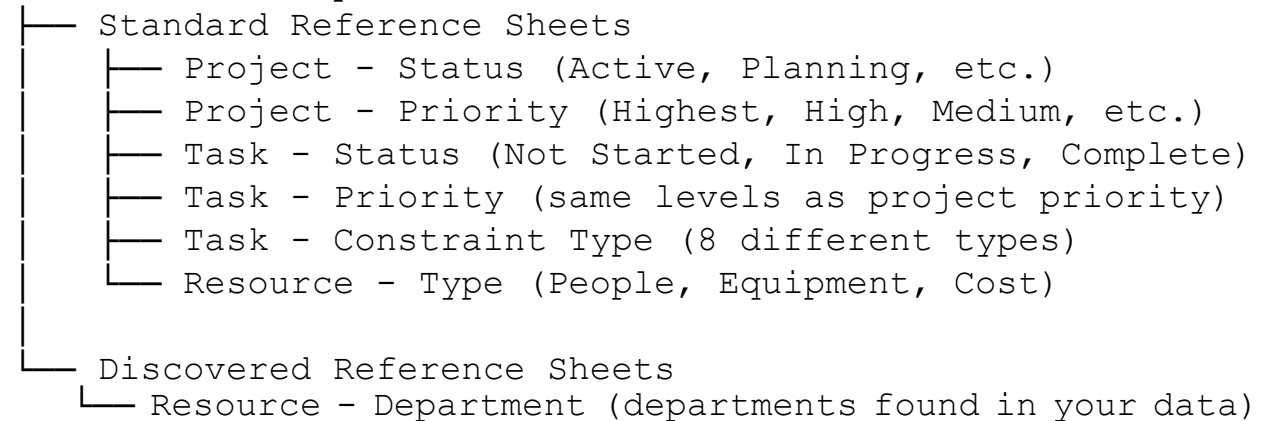 ├── Standard Reference Sheets
│   ├── Project - Status (Active, Planning, etc.)
│   ├── Project - Priority (Highest, High, Medium, etc.)
│   ├── Task - Status (Not Started, In Progress, Complete)
│   ├── Task - Priority (same levels as project priority)
│   ├── Task - Constraint Type (8 different types)
│   └── Resource - Type (People, Equipment, Cost)
│
└── Discovered Reference Sheets
    └── Resource - Department (departments found in your data)